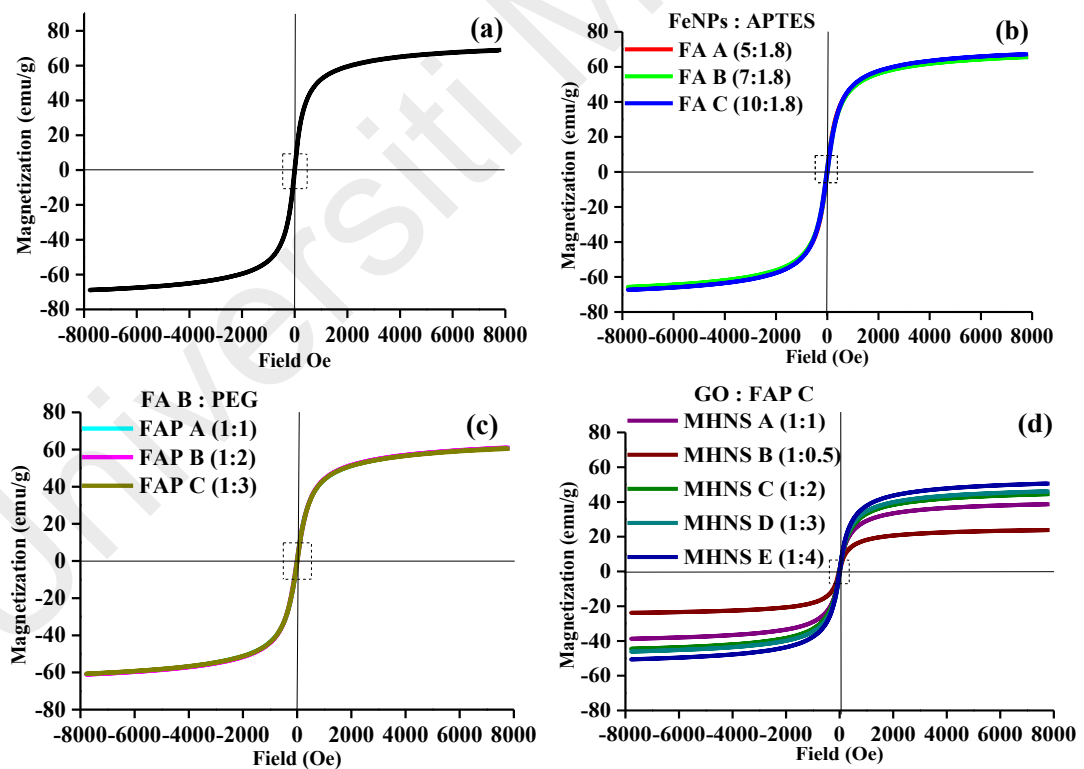 (a)
Magnetization (emu/g)
80
60
40
20
0
-20
-40
-60
-80
-8000 -6000 -4000 -2000 0 2000 4000 6000 8000
Field Oe
(b)
FeNPs : APTES
FA A (5:1.8)
FA B (7:1.8)
FA C (10:1.8)
Magnetization (emu/g)
80
60
40
20
0
-20
-40
-60
-80
-8000 -6000 -4000 -2000 0 2000 4000 6000 8000
Field (Oe)
(c)
FA B : PEG
FAP A (1:1)
FAP B (1:2)
FAP C (1:3)
Magnetization (emu/g)
80
60
40
20
0
-20
-40
-60
-80
-8000 -6000 -4000 -2000 0 2000 4000 6000 8000
Field (Oe)
(d)
GO : FAP C
MHNS A (1:1)
MHNS B (1:0.5)
MHNS C (1:2)
MHNS D (1:3)
MHNS E (1:4)
Magnetization (emu/g)
80
60
40
20
0
-20
-40
-60
-80
-8000 -6000 -4000 -2000 0 2000 4000 6000 8000
Field (Oe)
Universiti M